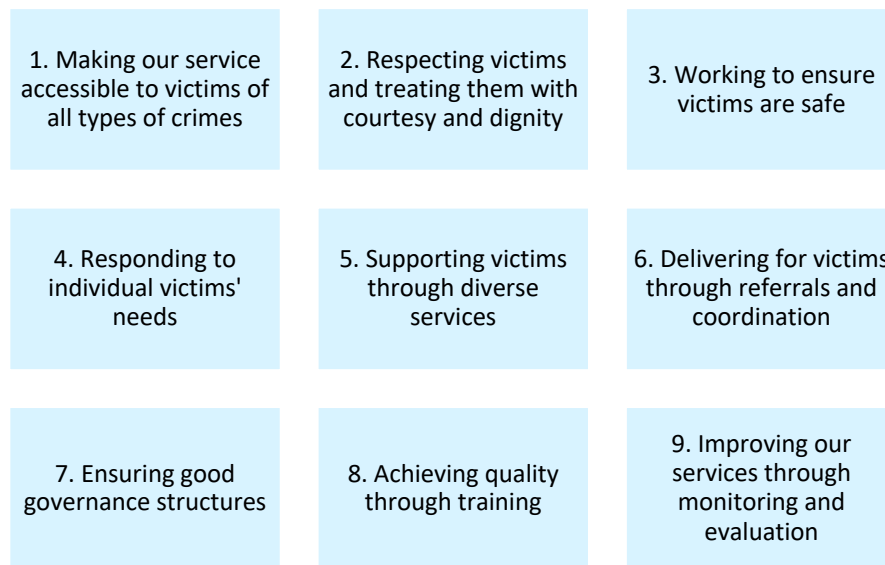 1. Making our service
accessible to victims of
all types of crimes
2. Respecting victims
and treating them with
courtesy and dignity
3. Working to ensure
victims are safe
4. Responding to
individual victims'
needs
5. Supporting victims
through diverse
services
6. Delivering for victims
through referrals and
coordination
7. Ensuring good
governance structures
8. Achieving quality
through training
9. Improving our
services through
monitoring and
evaluation